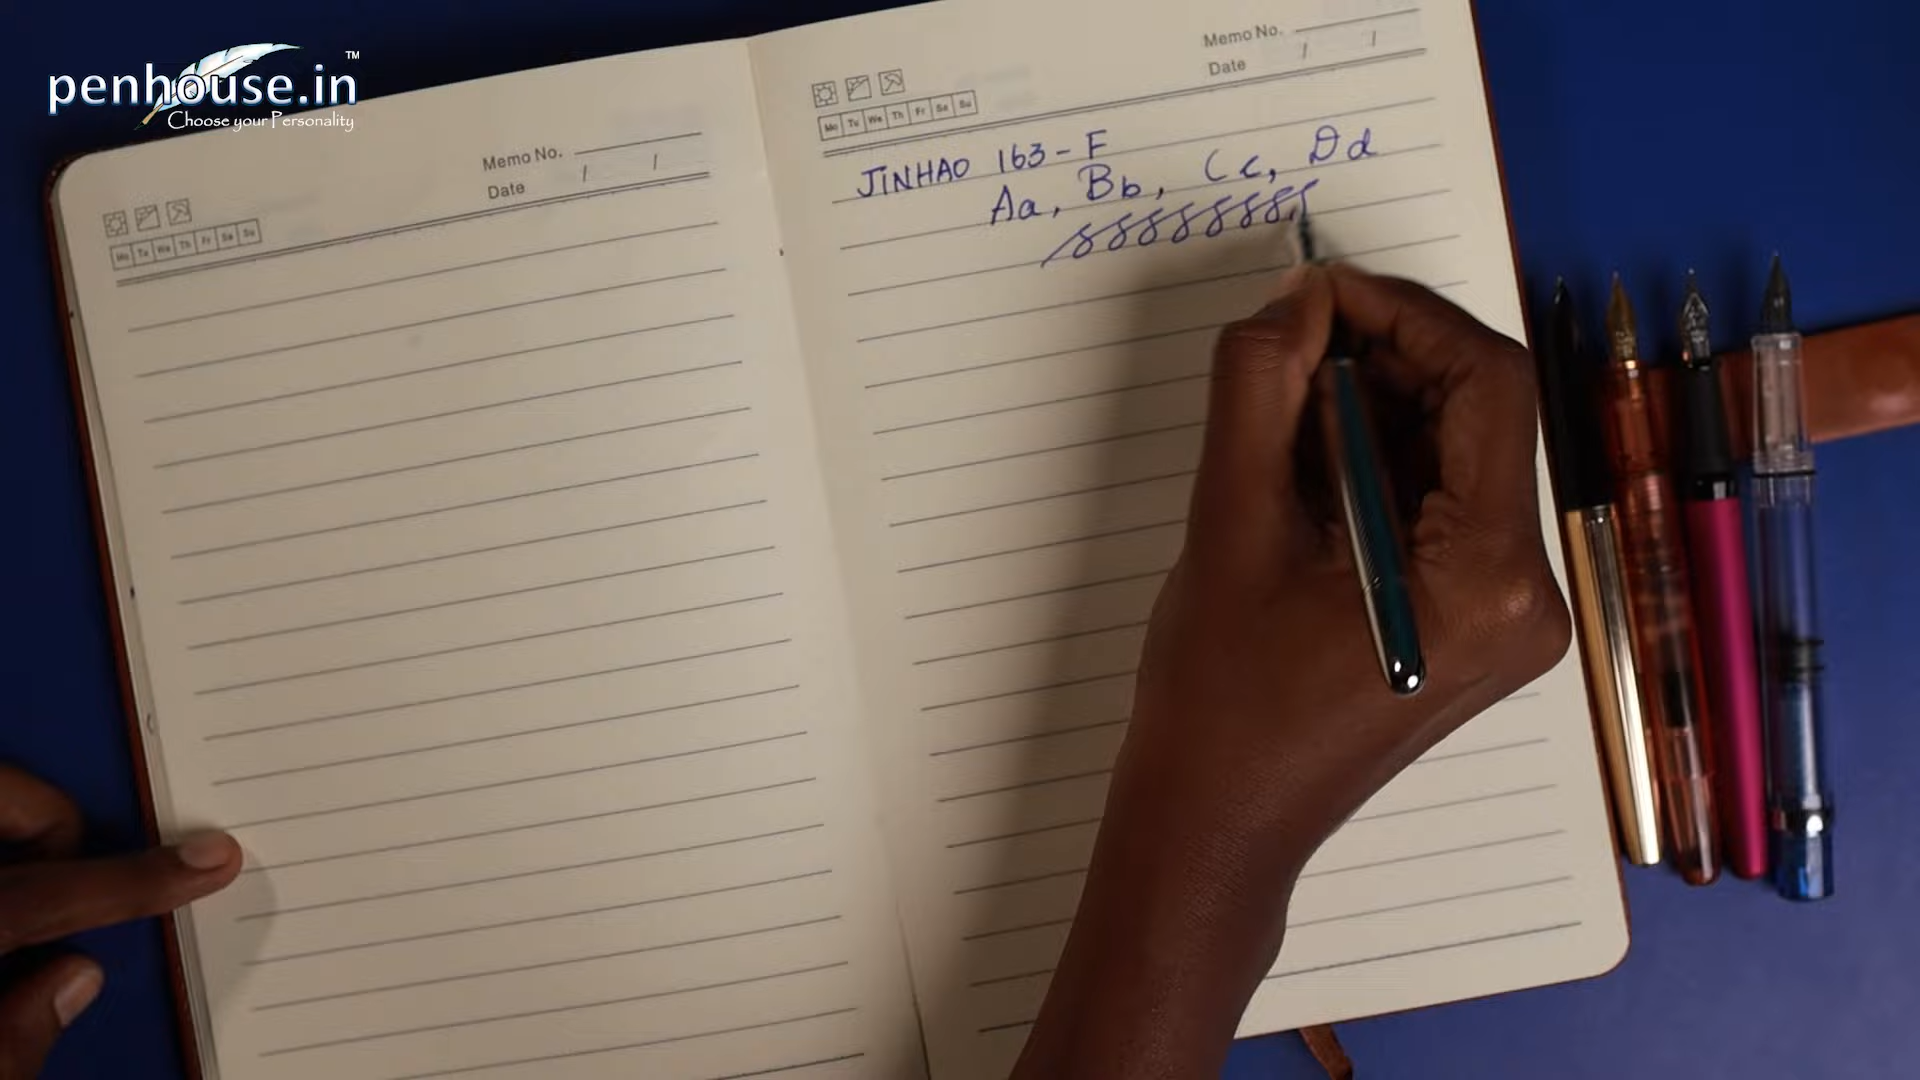 penhouse.in™
Choose your Personality
Memo No.
Date / /
Mo Tu We Th Fr Sa Su
Memo No.
Date / /
Mo Tu We Th Fr Sa Su
JINHAO 163-F
Aa, Bb, Cc, Dd